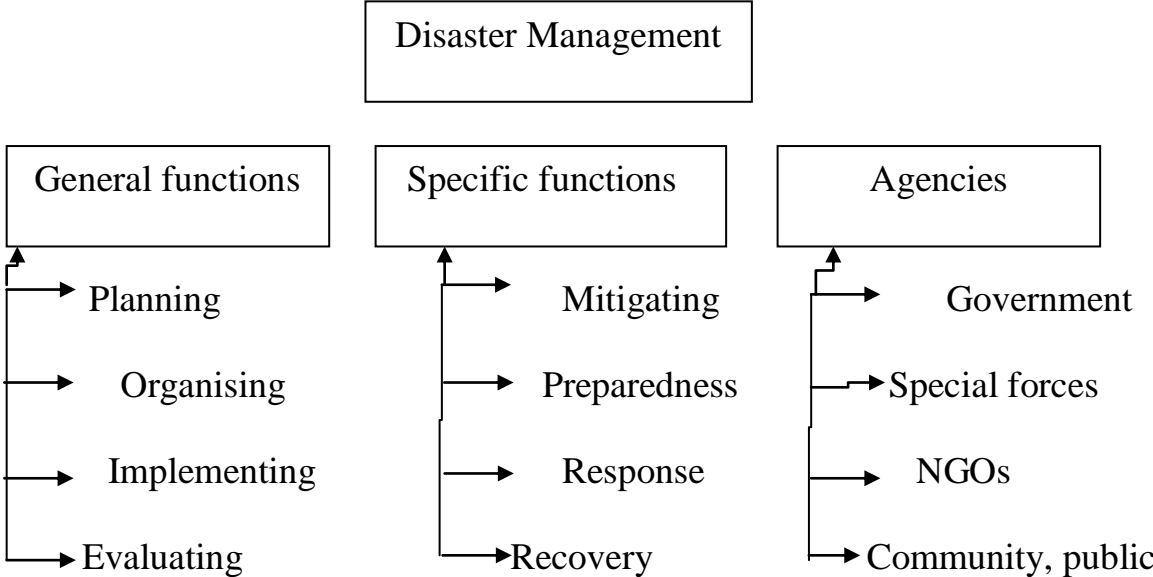 Disaster Management
General functions
Specific functions
Agencies
Planning
Mitigating
Government
Organising
Preparedness
Special forces
Implementing
Response
NGOs
Evaluating
Recovery
Community, public